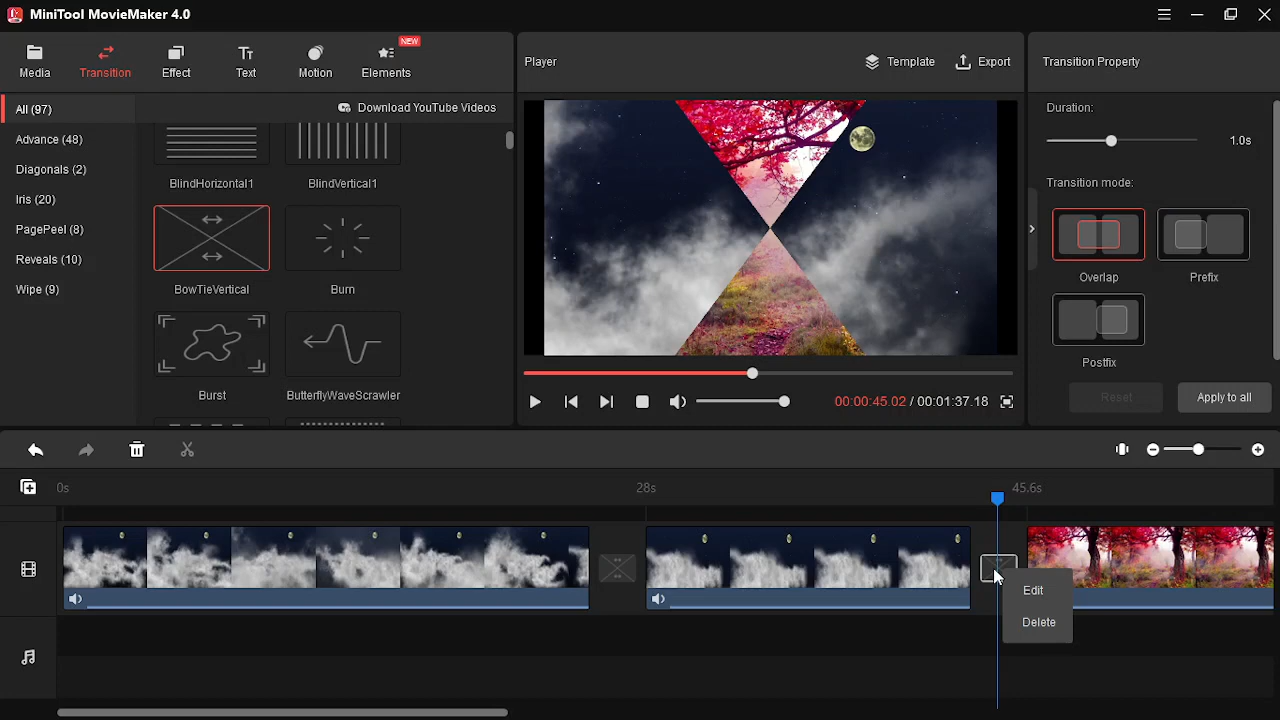 MiniTool MovieMaker 4.0
Media
Transition
Effect
Text
Motion
NEW
Elements
Player
Template
Export
Transition Property
All (97)
Download YouTube Videos
Advance (48)
Diagonals (2)
Iris (20)
PagePeel (8)
Reveals (10)
Wipe (9)
BlindHorizontal1
BlindVertical1
BowTieVertical
Burn
Burst
ButterflyWaveScrawler
Duration:
1.0s
Transition mode:
Overlap
Prefix
Postfix
00:00:45.02 / 00:01:37.18
Reset
Apply to all
0s
28s
45.6s
Edit
Delete